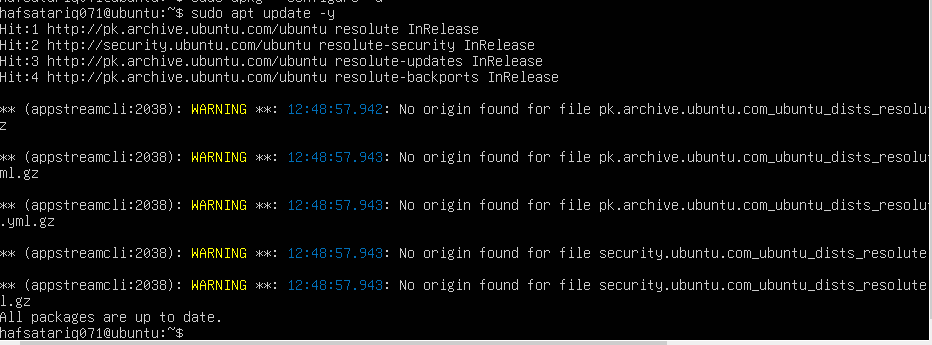 hafsatariq071@ubuntu:~$ sudo apt update -y
Hit:1 http://pk.archive.ubuntu.com/ubuntu resolute InRelease
Hit:2 http://security.ubuntu.com/ubuntu resolute-security InRelease
Hit:3 http://pk.archive.ubuntu.com/ubuntu resolute-updates InRelease
Hit:4 http://pk.archive.ubuntu.com/ubuntu resolute-backports InRelease
** (appstreamcli:2038): WARNING **: 12:48:57.942: No origin found for file pk.archive.ubuntu.com_ubuntu_dists_resolu
z
** (appstreamcli:2038): WARNING **: 12:48:57.943: No origin found for file pk.archive.ubuntu.com_ubuntu_dists_resolu
ml.gz
** (appstreamcli:2038): WARNING **: 12:48:57.943: No origin found for file pk.archive.ubuntu.com_ubuntu_dists_resolu
.yml.gz
** (appstreamcli:2038): WARNING **: 12:48:57.943: No origin found for file security.ubuntu.com_ubuntu_dists_resolute
** (appstreamcli:2038): WARNING **: 12:48:57.943: No origin found for file security.ubuntu.com_ubuntu_dists_resolute
l.gz
All packages are up to date.
hafsatariq071@ubuntu:~$